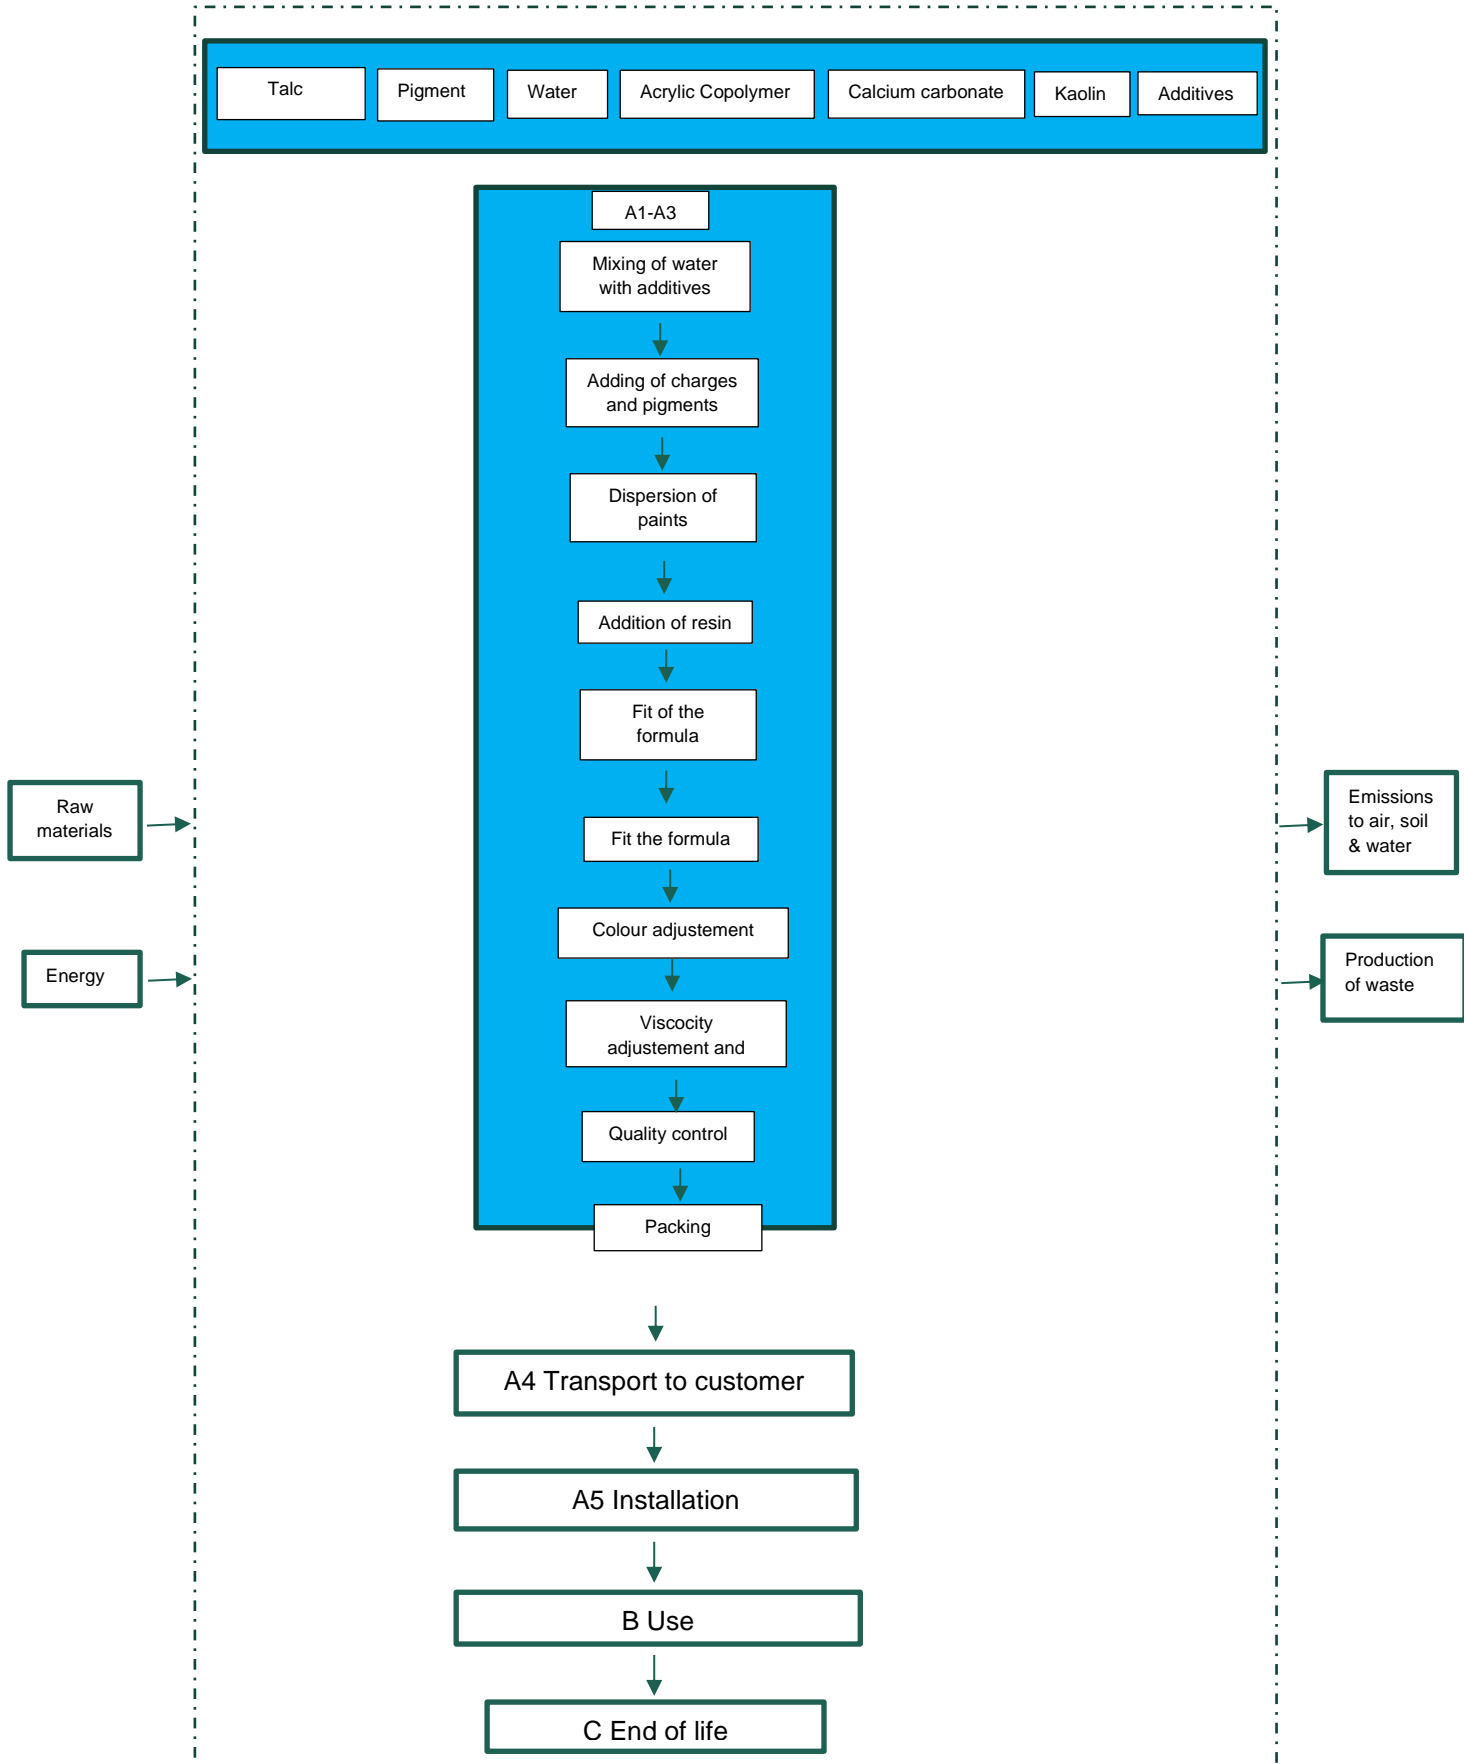 Talc
Pigment
Water
Acrylic Copolymer
Calcium carbonate
Kaolin
Additives
A1-A3
Mixing of water
with additives
Adding of charges
and pigments
Dispersion of
paints
Addition of resin
Fit of the
formula
Fit the formula
Colour adjustement
Viscocity
adjustement and
Quality control
Packing
Raw
materials
Energy
Emissions
to air, soil
& water
Production
of waste
A4 Transport to customer
A5 Installation
B Use
C End of life